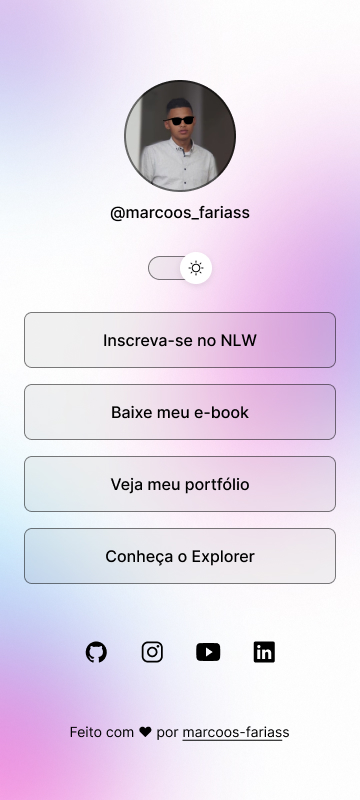 @marcoos_fariass
Inscreva-se no NLW
Baixe meu e-book
Veja meu portfólio
Conheça o Explorer
Feito com ♥ por marcoos-fariass